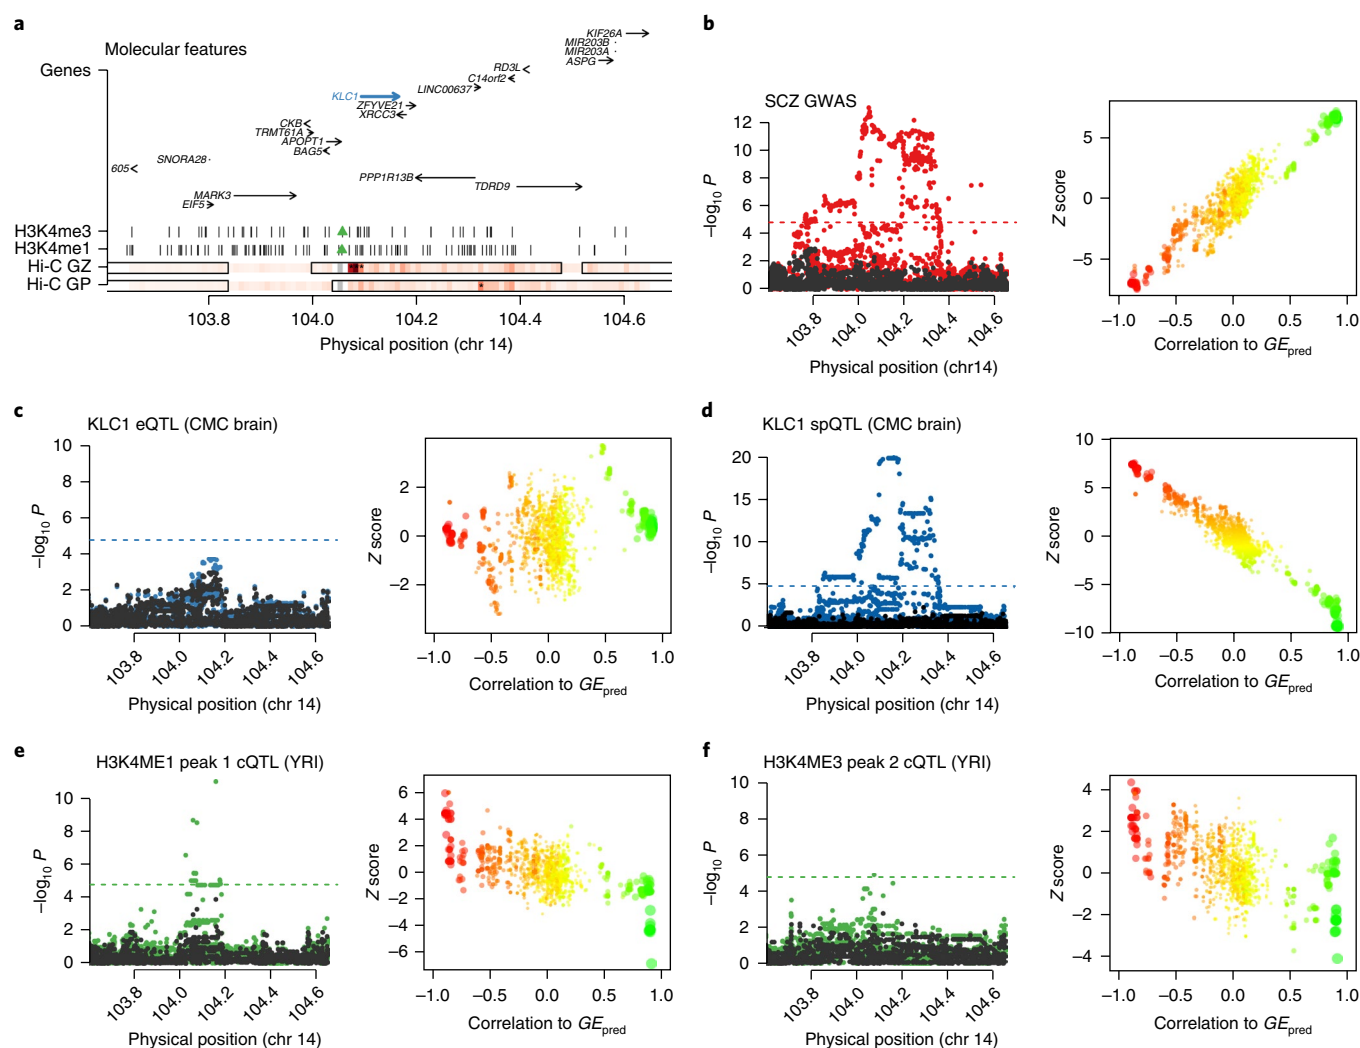 a
Molecular features
Genes
KIF26A
MIR203B
MIR203A
ASPG
RD3L
C14orf2
LINC00637
KLC1
ZFYVE21
XRCC3
CKB
TRMT61A
APOPT1
BAG5
SNORA28
605
PPP1R13B
TDRD9
MARK3
EIF5
H3K4me3
H3K4me1
Hi-C GZ
Hi-C GP
*
*
103.8 104.0 104.2 104.4 104.6
Physical position (chr 14)
b
SCZ GWAS
12
10
8
6
4
2
0
–log10 P
103.8 104.0 104.2 104.4 104.6
Physical position (chr14)
5
0
–5
Z score
–1.0 –0.5 0.0 0.5 1.0
Correlation to GEpred
c
KLC1 eQTL (CMC brain)
10
8
6
4
2
0
–log10 P
103.8 104.0 104.2 104.4 104.6
Physical position (chr 14)
2
0
–2
Z score
–1.0 –0.5 0.0 0.5 1.0
Correlation to GEpred
d
KLC1 spQTL (CMC brain)
20
15
10
5
0
–log10 P
103.8 104.0 104.2 104.4 104.6
Physical position (chr 14)
10
5
0
–5
–10
Z score
–1.0 –0.5 0.0 0.5 1.0
Correlation to GEpred
e
H3K4ME1 peak 1 cQTL (YRI)
10
8
6
4
2
0
–log10 P
103.8 104.0 104.2 104.4 104.6
Physical position (chr 14)
6
4
2
0
–2
–4
–6
Z score
–1.0 –0.5 0.0 0.5 1.0
Correlation to GEpred
f
H3K4ME3 peak 2 cQTL (YRI)
10
8
6
4
2
0
–log10 P
103.8 104.0 104.2 104.4 104.6
Physical position (chr 14)
4
2
0
–2
–4
Z score
–1.0 –0.5 0.0 0.5 1.0
Correlation to GEpred